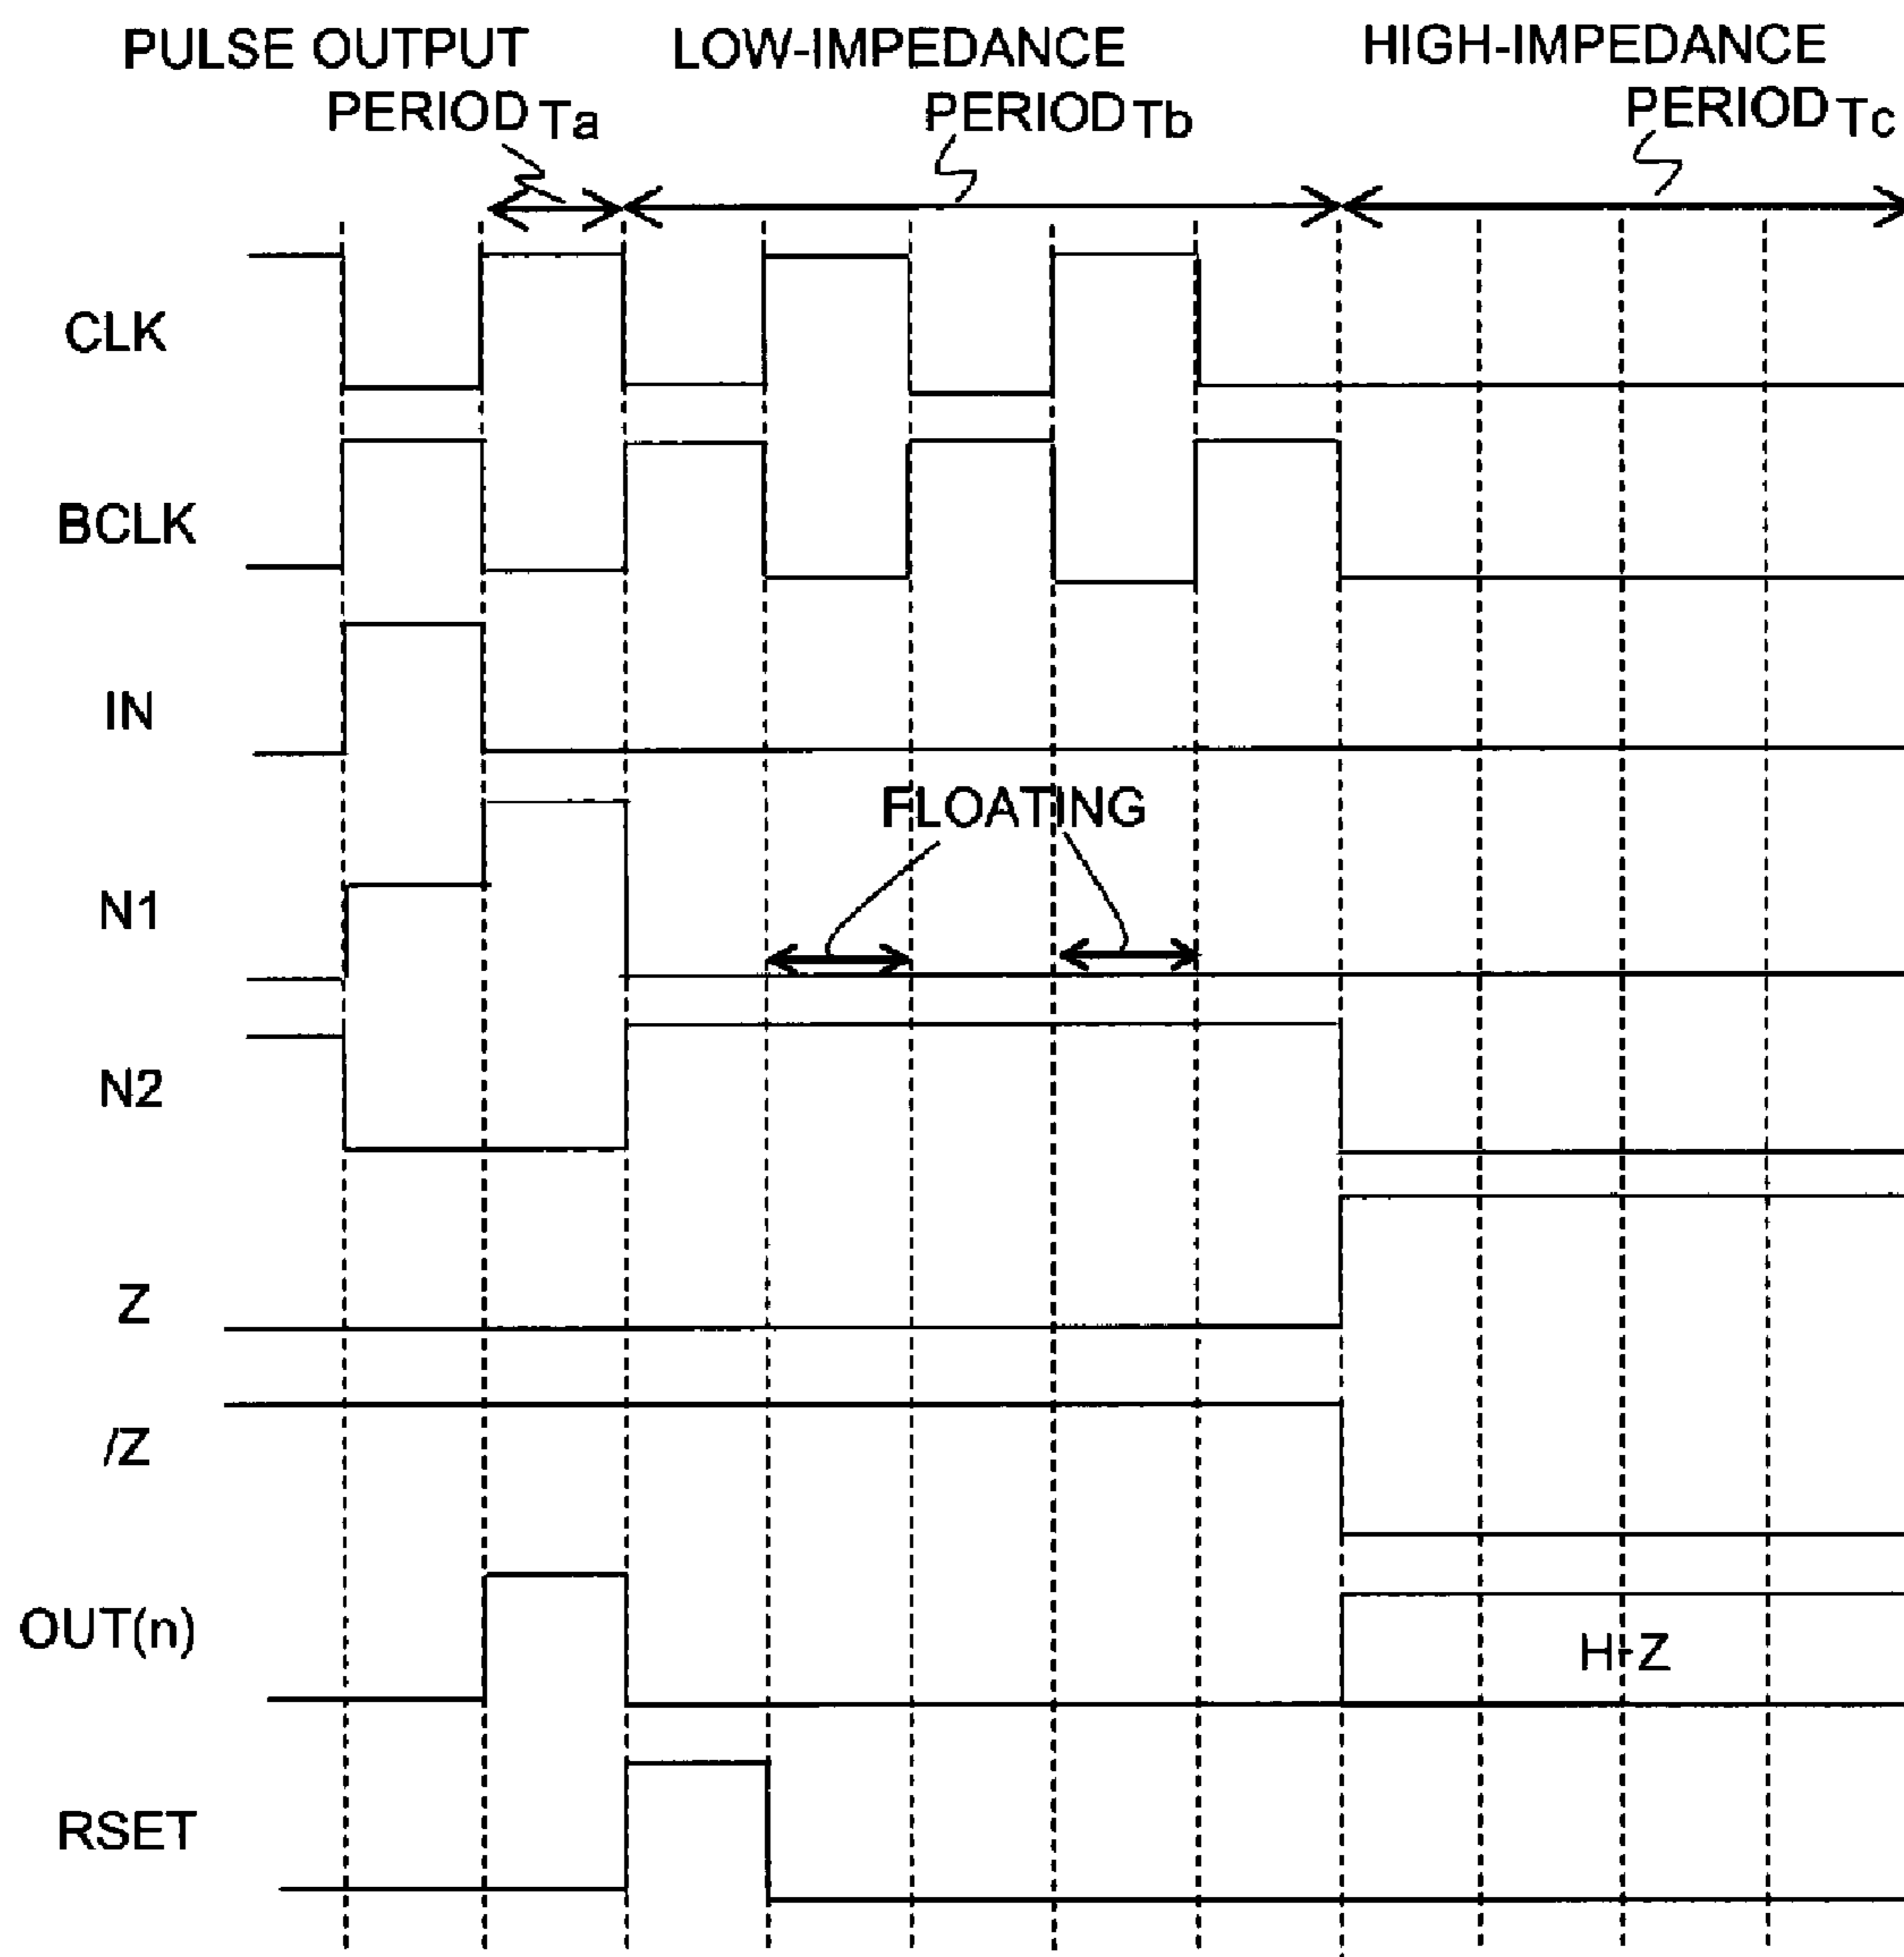 PULSE OUTPUT
PERIOD Ta
LOW-IMPEDANCE
PERIOD Tb
HIGH-IMPEDANCE
PERIOD Tc
CLK
BCLK
IN
FLOATING
N1
N2
Z
/Z
OUT(n)
H-Z
RSET